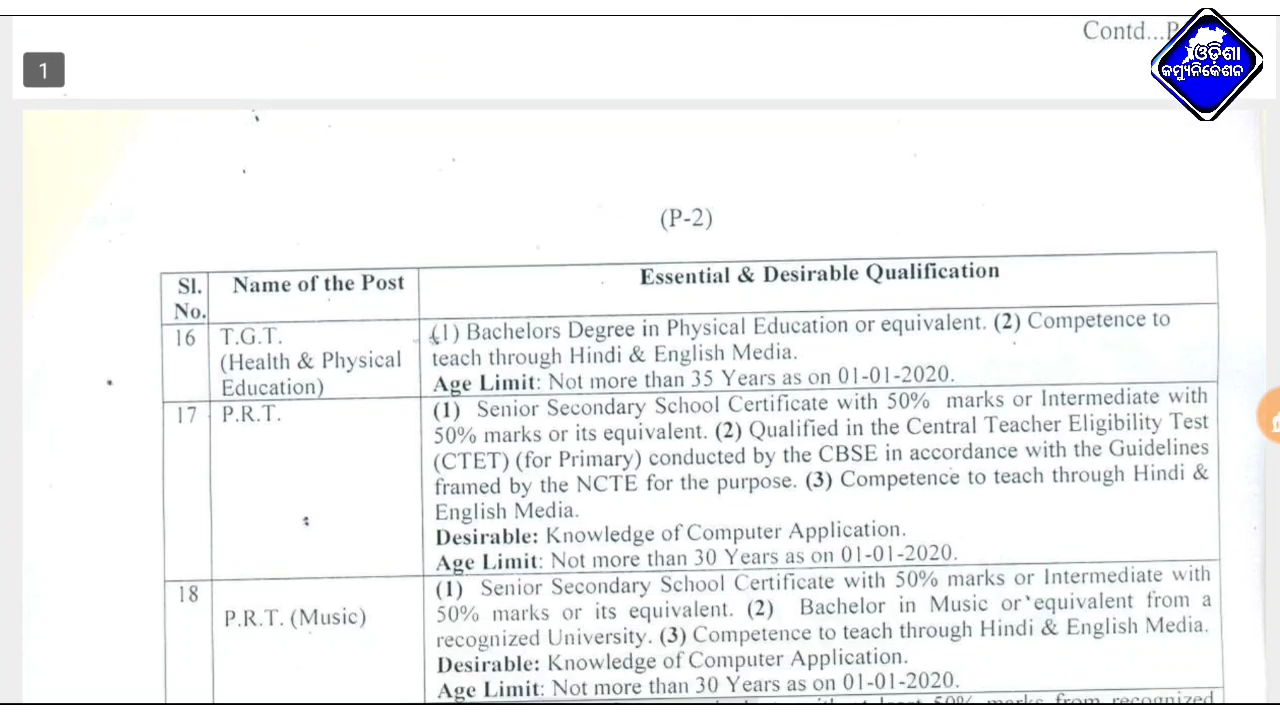 Contd...
ଓଡ଼ିଶା
କମ୍ୟୁନିକେଶନ
1
(P-2)
Sl. No.
Name of the Post
Essential & Desirable Qualification
16
T.G.T.
(Health & Physical
Education)
(1) Bachelors Degree in Physical Education or equivalent. (2) Competence to
teach through Hindi & English Media.
Age Limit: Not more than 35 Years as on 01-01-2020.
17
P.R.T.
(1) Senior Secondary School Certificate with 50% marks or Intermediate with
50% marks or its equivalent. (2) Qualified in the Central Teacher Eligibility Test
(CTET) (for Primary) conducted by the CBSE in accordance with the Guidelines
framed by the NCTE for the purpose. (3) Competence to teach through Hindi &
English Media.
Desirable: Knowledge of Computer Application.
Age Limit: Not more than 30 Years as on 01-01-2020.
18
P.R.T. (Music)
(1) Senior Secondary School Certificate with 50% marks or Intermediate with
50% marks or its equivalent. (2) Bachelor in Music or equivalent from a
recognized University. (3) Competence to teach through Hindi & English Media.
Desirable: Knowledge of Computer Application.
Age Limit: Not more than 30 Years as on 01-01-2020.
50% marks from recognized